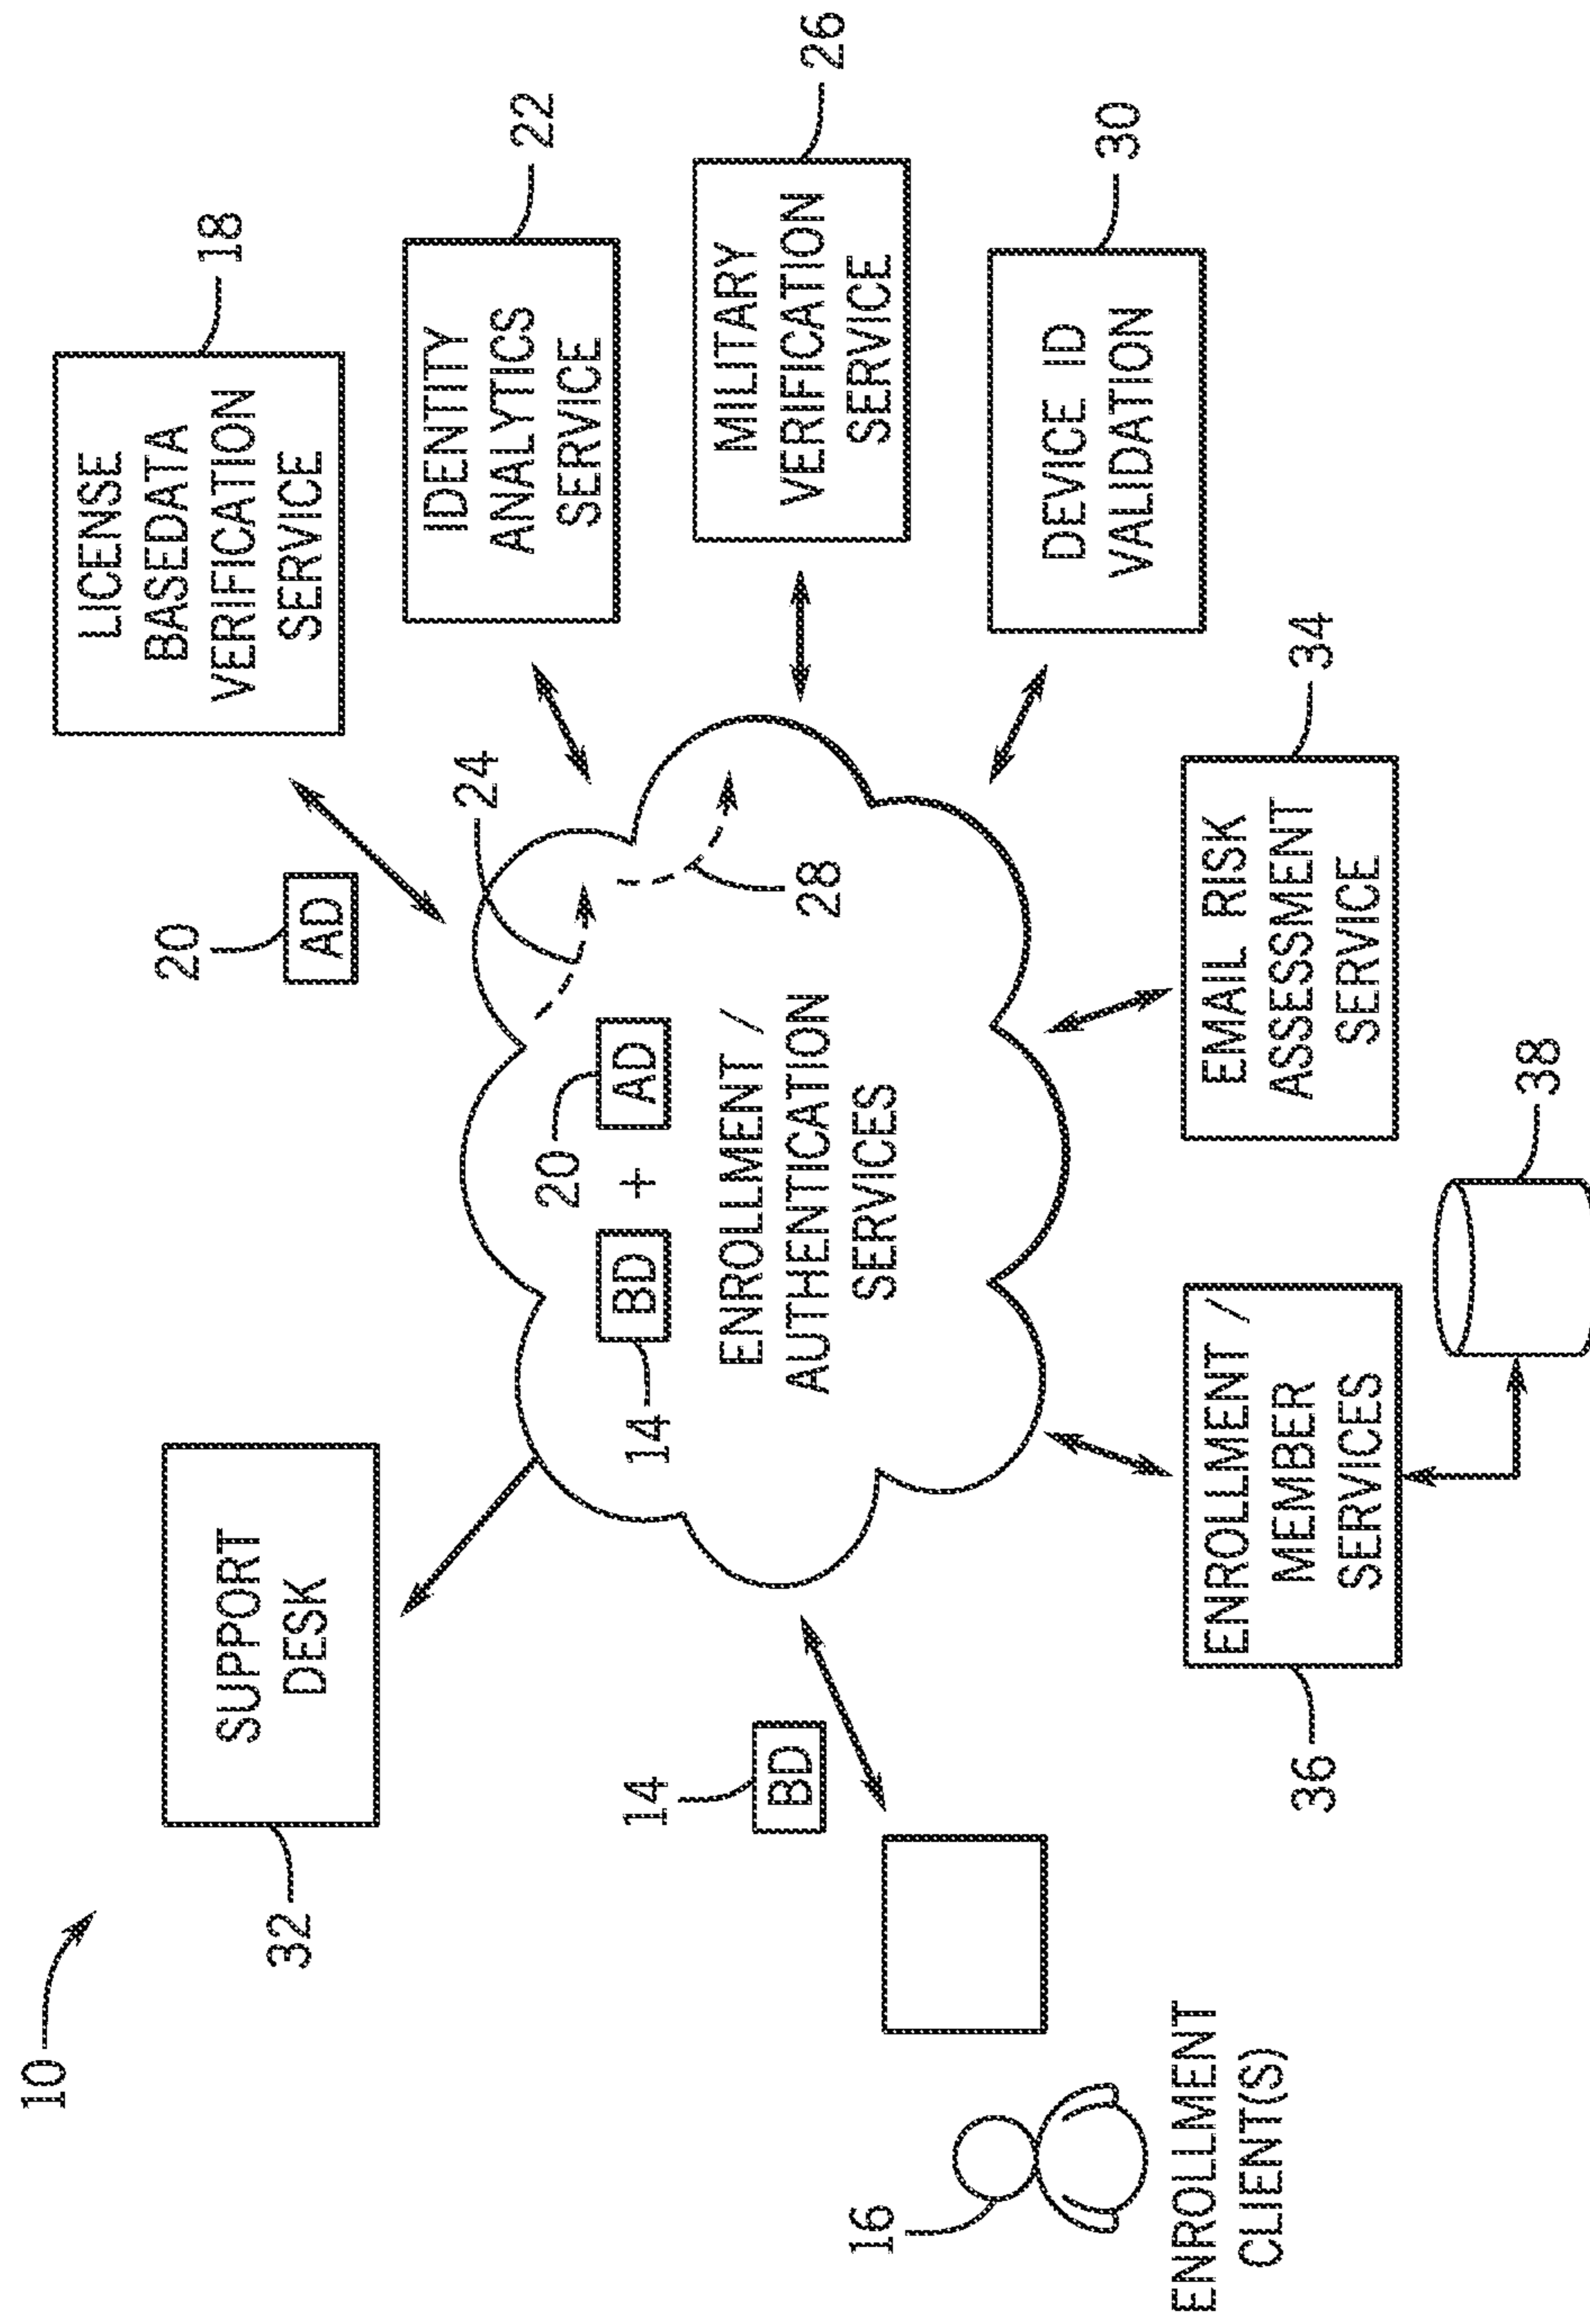 10
32
SUPPORT
DESK
20
AD
18
LICENSE
BASEDATA
VERIFICATION
SERVICE
24
22
IDENTITY
ANALYTICS
SERVICE
26
MILITARY
VERIFICATION
SERVICE
28
30
DEVICE ID
VALIDATION
14
BD
+
20
AD
ENROLLMENT /
AUTHENTICATION
SERVICES
14
BD
16
ENROLLMENT
CLIENT(S)
36
ENROLLMENT /
MEMBER
SERVICES
38
34
EMAIL RISK
ASSESSMENT
SERVICE